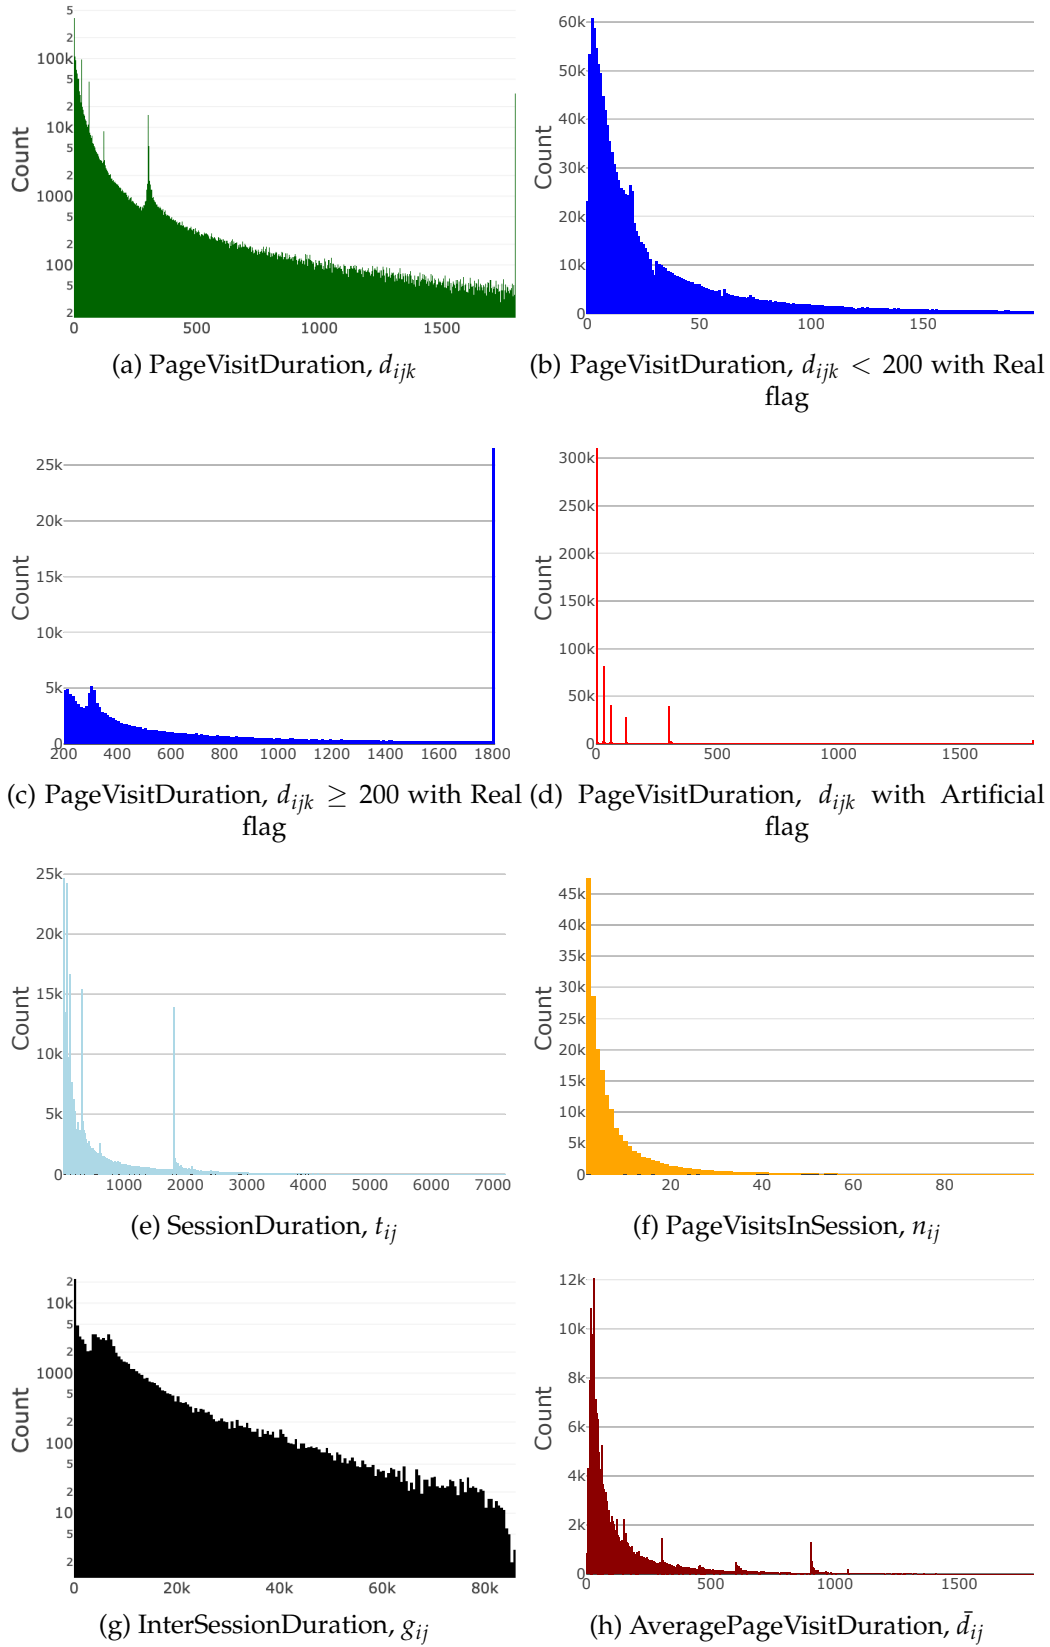 5
2
100k
5
2
10k
5
2
1000
5
2
100
5
2
Count
0 500 1000 1500
(a) PageVisitDuration, d_ijk
60k
50k
40k
30k
20k
10k
0
Count
0 50 100 150
(b) PageVisitDuration, d_ijk < 200 with Real
flag
25k
20k
15k
10k
5k
0
Count
200 400 600 800 1000 1200 1400 1600 1800
(c) PageVisitDuration, d_ijk ≥ 200 with Real
flag
300k
250k
200k
150k
100k
50k
0
Count
0 500 1000 1500
(d) PageVisitDuration, d_ijk with Artificial
flag
25k
20k
15k
10k
5k
0
Count
1000 2000 3000 4000 5000 6000 7000
(e) SessionDuration, t_ij
45k
40k
35k
30k
25k
20k
15k
10k
5k
0
Count
20 40 60 80
(f) PageVisitsInSession, n_ij
2
10k
5
2
1000
5
2
100
5
2
10
5
2
Count
0 20k 40k 60k 80k
(g) InterSessionDuration, g_ij
12k
10k
8k
6k
4k
2k
0
Count
0 500 1000 1500
(h) AveragePageVisitDuration, d̄_ij